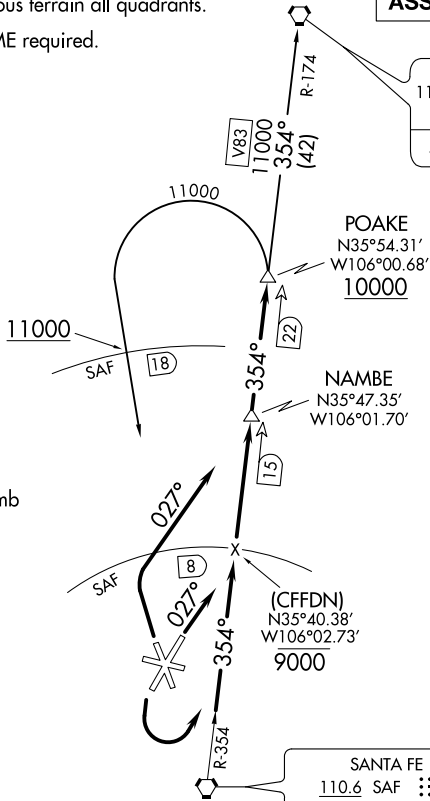 ous terrain all quadrants.
ASS
ME required.
R-174
11
V83
11000
354°
(42)
11000
POAKE
N35°54.31'
W106°00.68'
10000
11000
SAF
18
22
354°
NAMBE
N35°47.35'
W106°01.70'
15
mb
027°
8
SAF
027°
(CFFDN)
N35°40.38'
W106°02.73'
9000
354°
R-354
SANTA FE
110.6 SAF